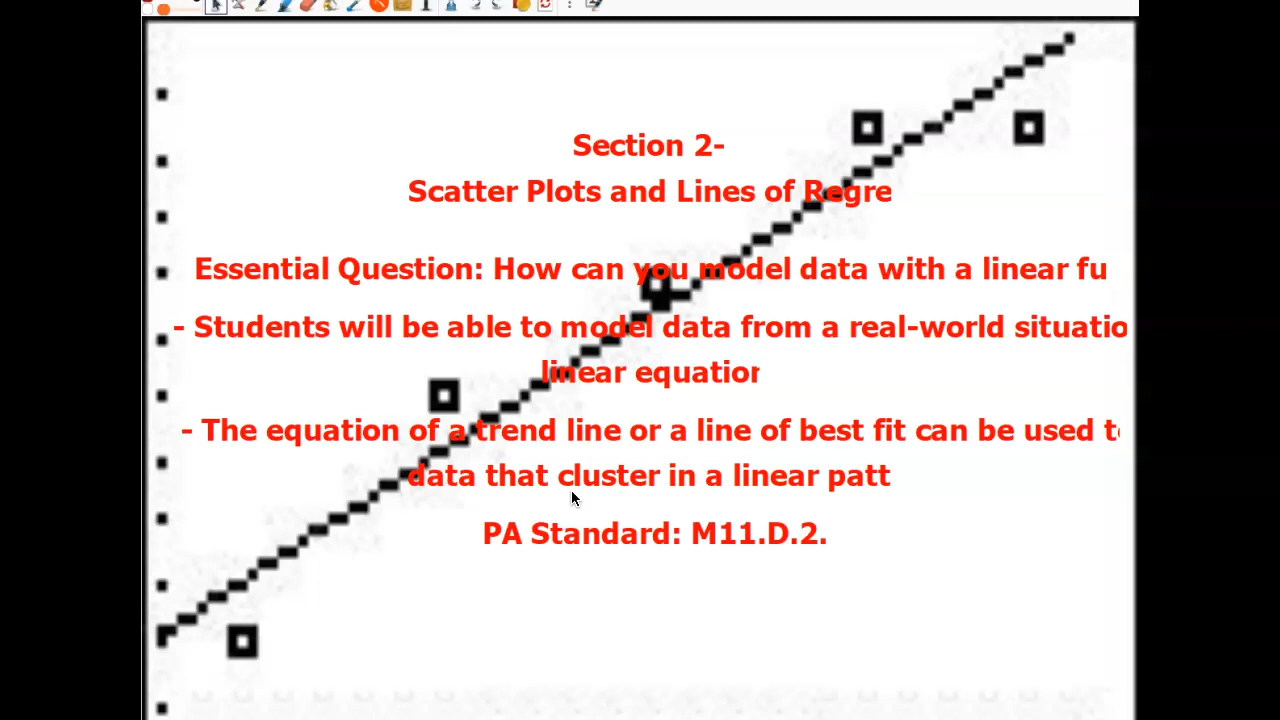 Section 2-
Scatter Plots and Lines of Regre
Essential Question: How can you model data with a linear fu
- Students will be able to model data from a real-world situatio
linear equation
- The equation of a trend line or a line of best fit can be used to
data that cluster in a linear patt
PA Standard: M11.D.2.